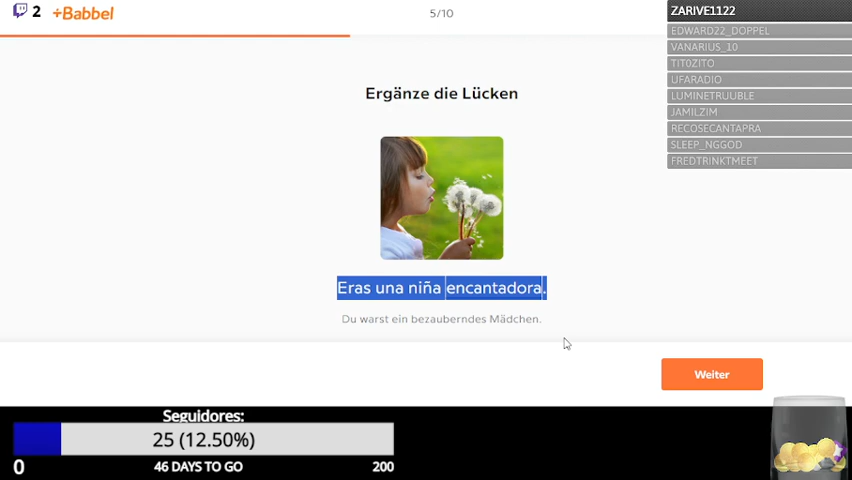 2 +Babbel
5/10
ZARIVE1122
EDWARD22_DOPPEL
VANARIUS_10
TIT0ZITO
UFARADIO
LUMINETRUUBLE
JAMILZIM
RECOSECANTAPRA
SLEEP_NGGOD
FREDTRINKTMEET
Ergänze die Lücken
Eras una niña encantadora.
Du warst ein bezauberndes Mädchen.
Weiter
Seguidores:
25 (12.50%)
0 46 DAYS TO GO 200